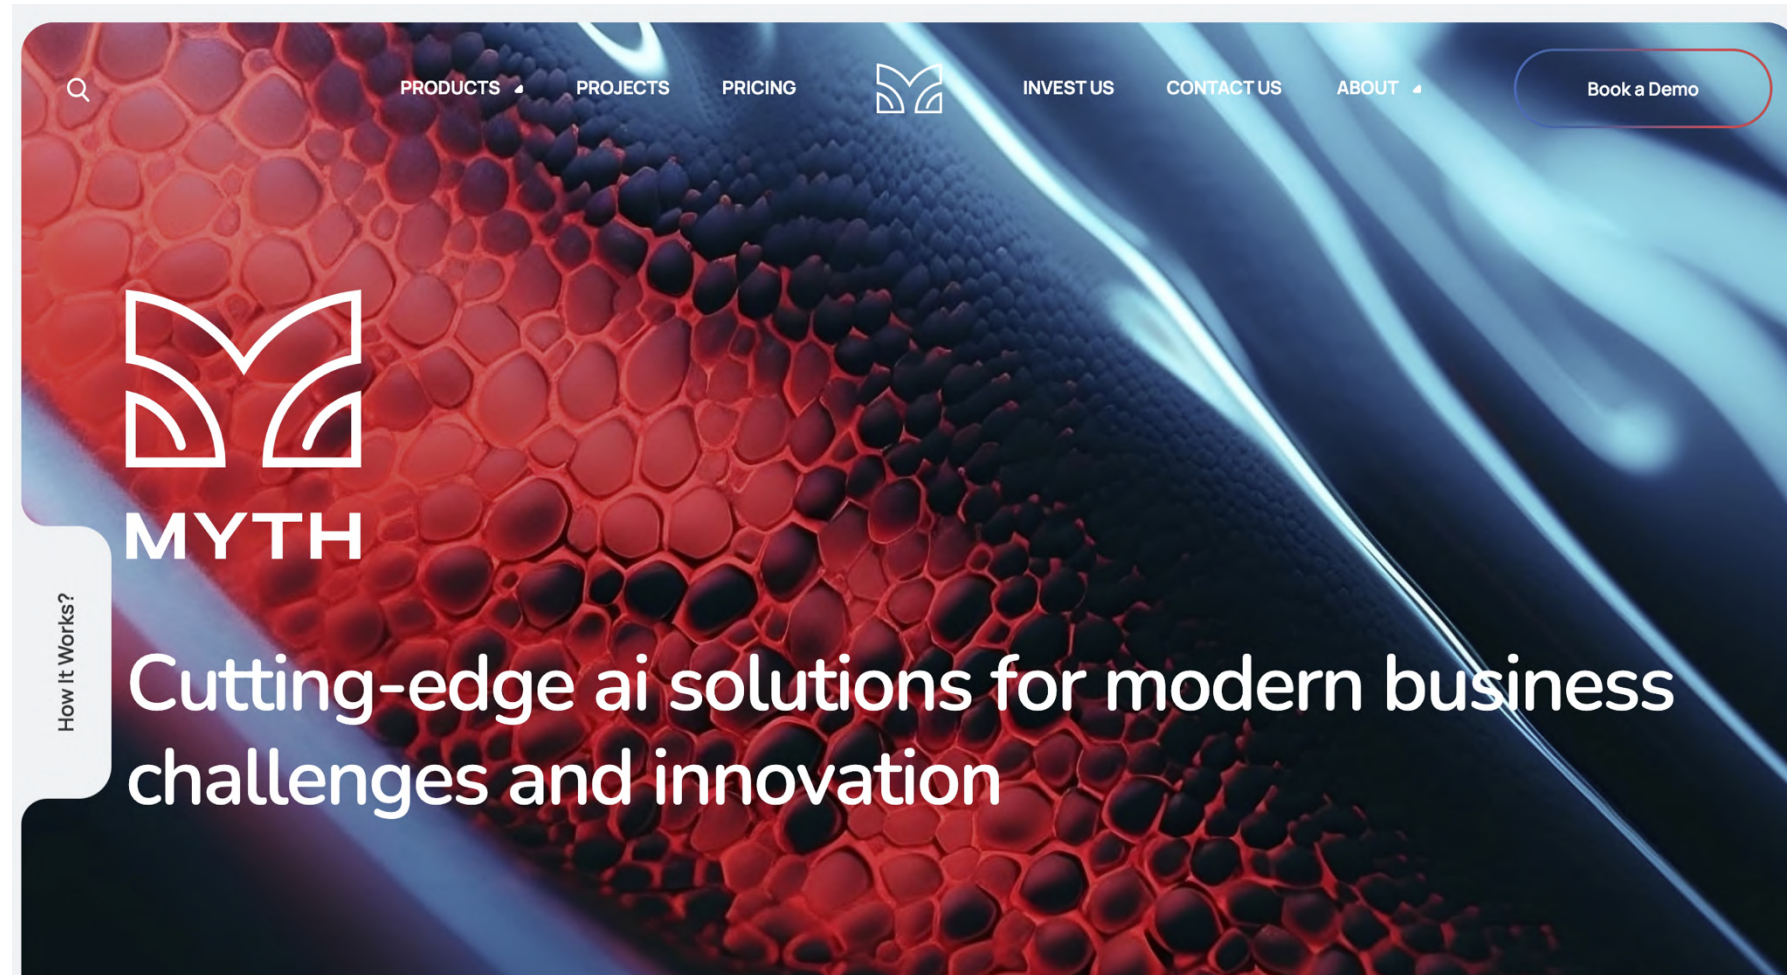 PRODUCTS PROJECTS PRICING INVEST US CONTACT US ABOUT Book a Demo
MYTH
How It Works?
Cutting-edge ai solutions for modern business
challenges and innovation